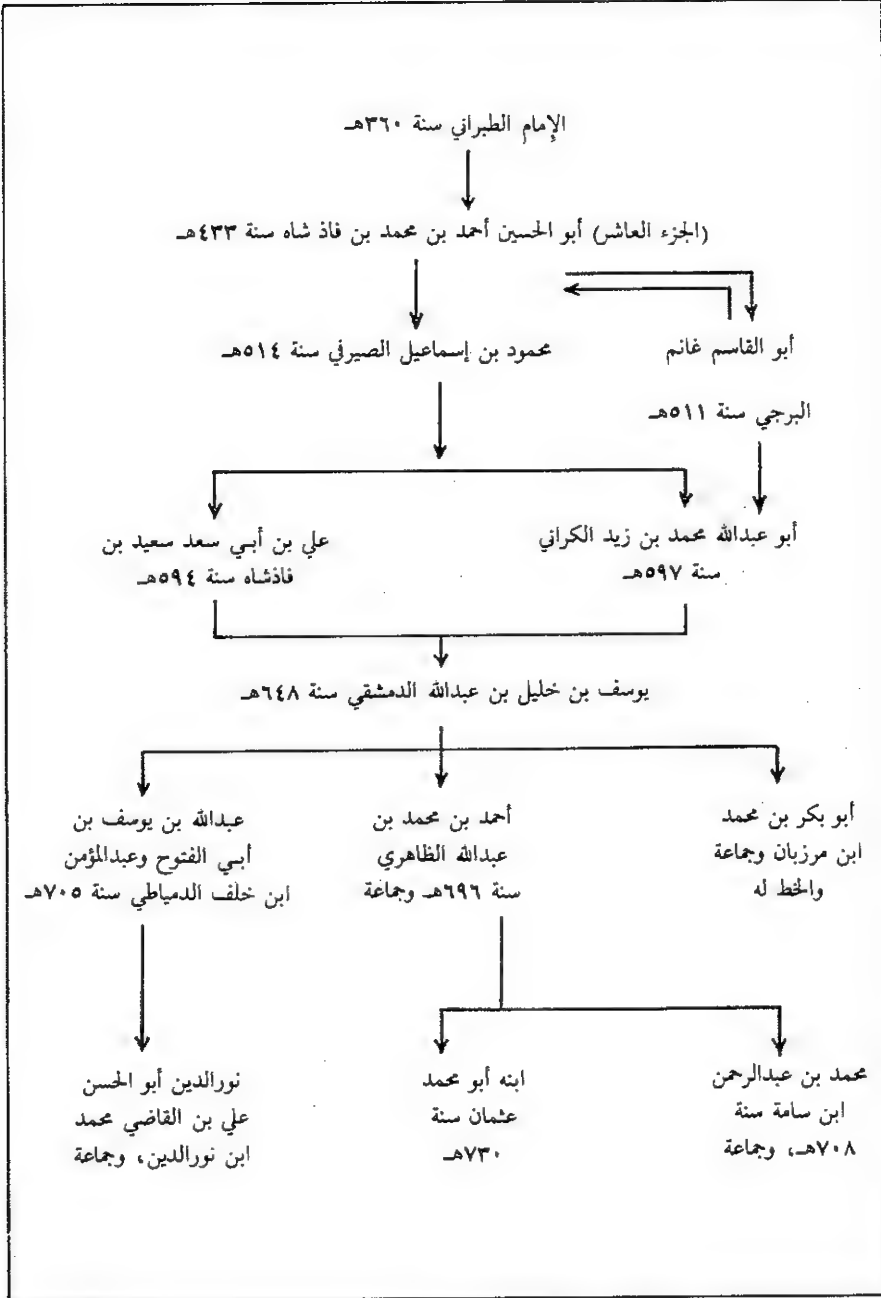 الإمام الطبراني سنة ٣٦٠هـ
(الجزء العاشر) أبو الحسين أحمد بن محمد بن فاذ شاه سنة ٤٣٣هـ
أبو القاسم غانم
محمود بن إسماعيل الصيرفي سنة ٥١٤هـ
البرجي سنة ٥١١هـ
أبو عبدالله محمد بن زيد الكراني
سنة ٥٩٧هـ
علي بن أبي سعد سعيد بن
فاذشاه سنة ٥٩٤هـ
يوسف بن خليل بن عبدالله الدمشقي سنة ٦٤٨هـ
أبو بكر بن محمد
ابن مرزبان وجماعة
والخط له
أحمد بن محمد بن
عبدالله الظاهري
سنة ٦٩٦هـ وجماعة
عبدالله بن يوسف بن
أبي الفتوح وعبدالمؤمن
ابن خلف الدمياطي سنة ٧٠٥هـ
محمد بن عبدالرحمن
ابن سامة سنة
٧٠٨هـ، وجماعة
ابنه أبو محمد
عثمان سنة
٧٣٠هـ
نورالدين أبو الحسن
علي بن القاضي محمد
ابن نورالدين، وجماعة